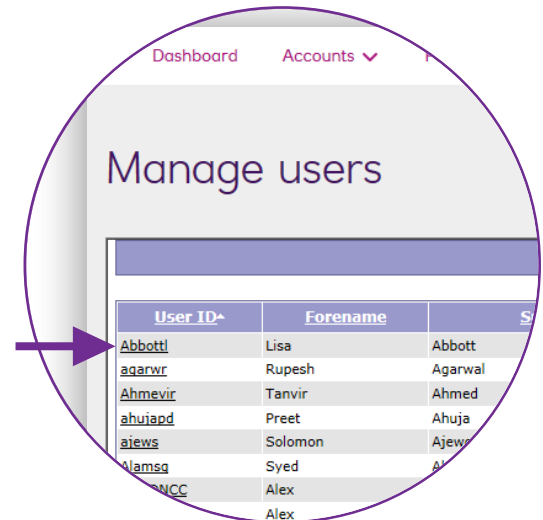 Dashboard Accounts
Manage users
User ID Forename
Abbottl Lisa Abbott
agarwr Rupesh Agarwal
Ahmevir Tanvir Ahmed
ahujapd Preet Ahuja
ajews Solomon
Alamsq Syed
Alex
Alex